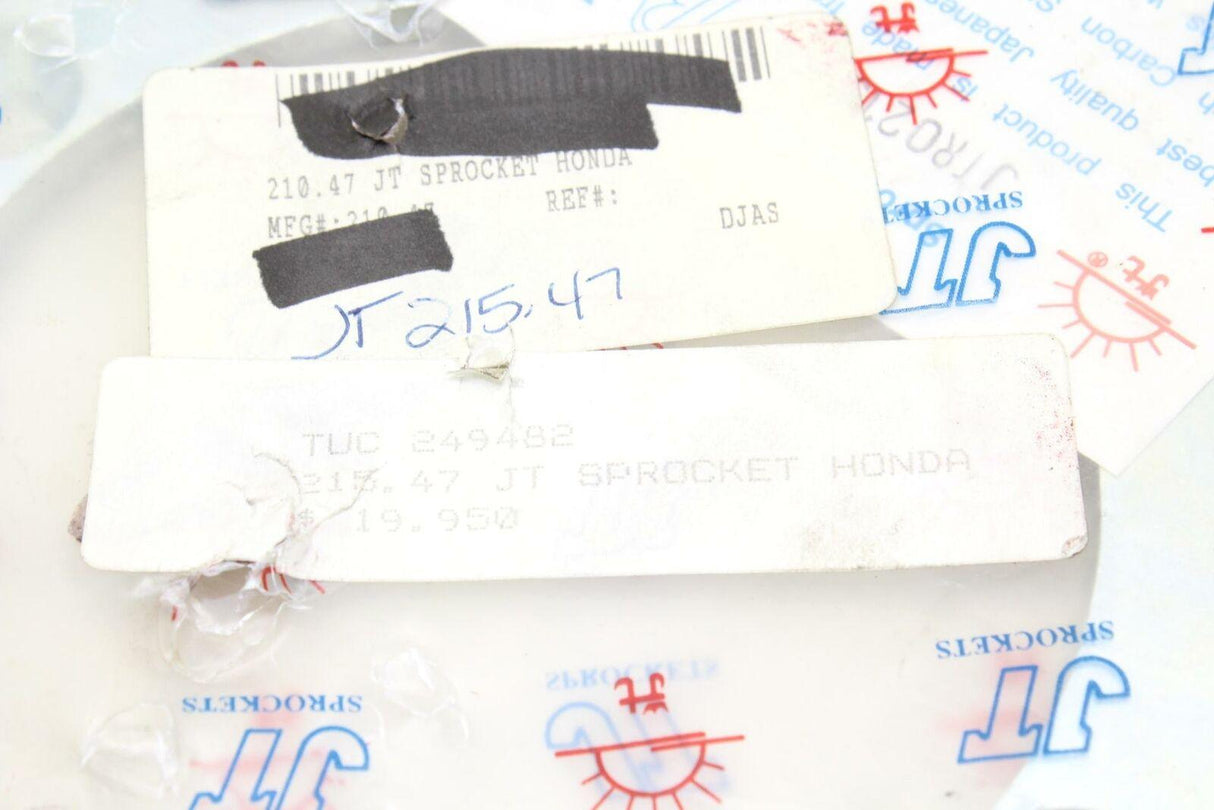 210.47 JT SPROCKET HONDA
MFG#:210.47 REF#:
DJAS
JT 215.47
TUC 249482
215.47 JT SPROCKET HONDA
$ 19.950
This product is made
best quality Japanese
Carbon
SPROCKETS
JT
Jt®
SPROCKETS
JT
SPROCKETS
JT
Jt
SPROCKETS
JT